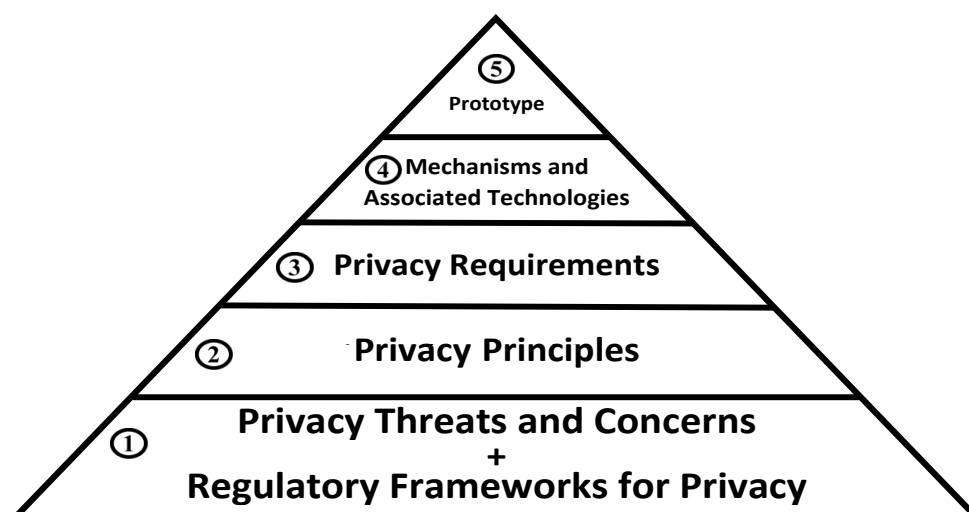 5
Prototype
4 Mechanisms and
Associated Technologies
3 Privacy Requirements
2 Privacy Principles
Privacy Threats and Concerns
1
+
Regulatory Frameworks for Privacy